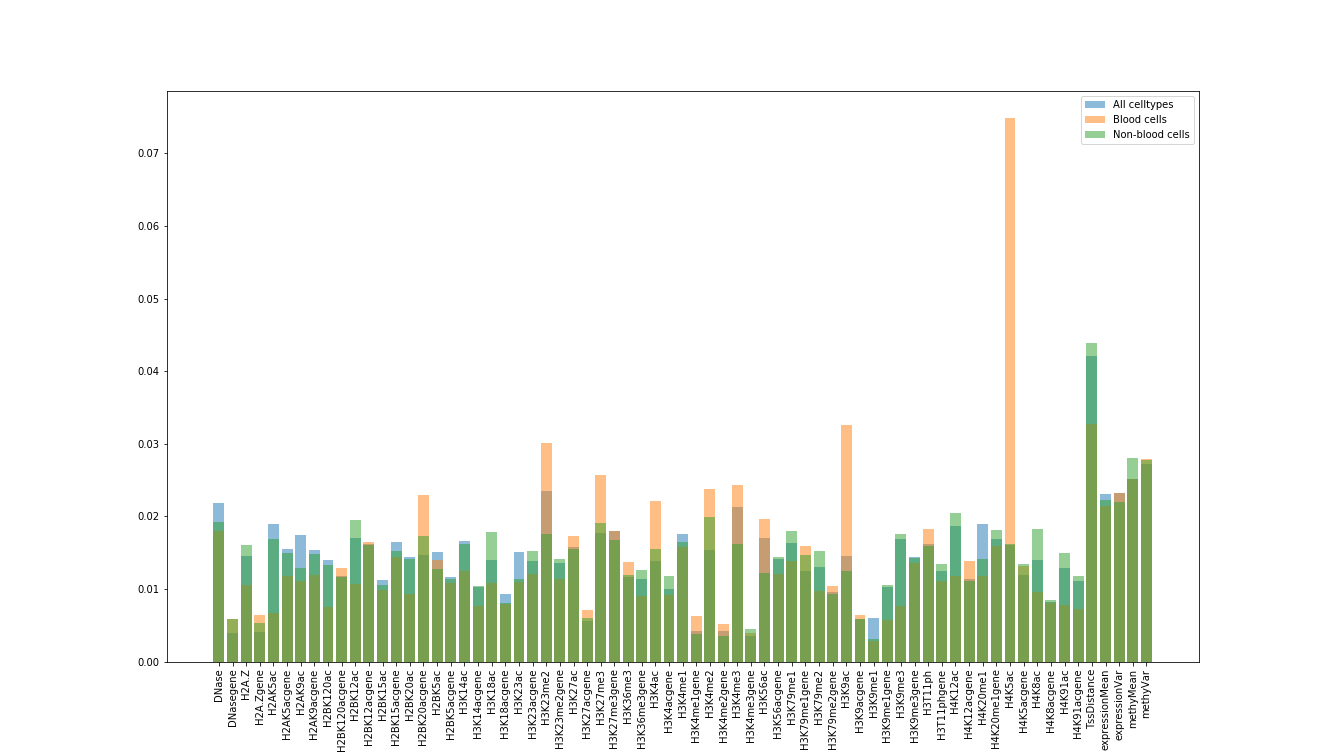 All celltypes
Blood cells
Non-blood cells
0.07
0.06
0.05
0.04
0.03
0.02
0.01
0.00
DNase
DNasegene
H2A.Z
H2A.Zgene
H2AK5ac
H2AK5acgene
H2AK9ac
H2AK9acgene
H2BK120ac
H2BK120acgene
H2BK12ac
H2BK12acgene
H2BK15ac
H2BK15acgene
H2BK20ac
H2BK20acgene
H2BK5ac
H2BK5acgene
H3K14ac
H3K14acgene
H3K18ac
H3K18acgene
H3K23ac
H3K23acgene
H3K23me2
H3K23me2gene
H3K27ac
H3K27acgene
H3K27me3
H3K27me3gene
H3K36me3
H3K36me3gene
H3K4ac
H3K4acgene
H3K4me1
H3K4me1gene
H3K4me2
H3K4me2gene
H3K4me3
H3K4me3gene
H3K56ac
H3K56acgene
H3K79me1
H3K79me1gene
H3K79me2
H3K79me2gene
H3K9ac
H3K9acgene
H3K9me1
H3K9me1gene
H3K9me3
H3K9me3gene
H3T11ph
H3T11phgene
H4K12ac
H4K12acgene
H4K20me1
H4K20me1gene
H4K5ac
H4K5acgene
H4K8ac
H4K8acgene
H4K91ac
H4K91acgene
TssDistance
expressionMean
expressionVar
methyMean
methyVar